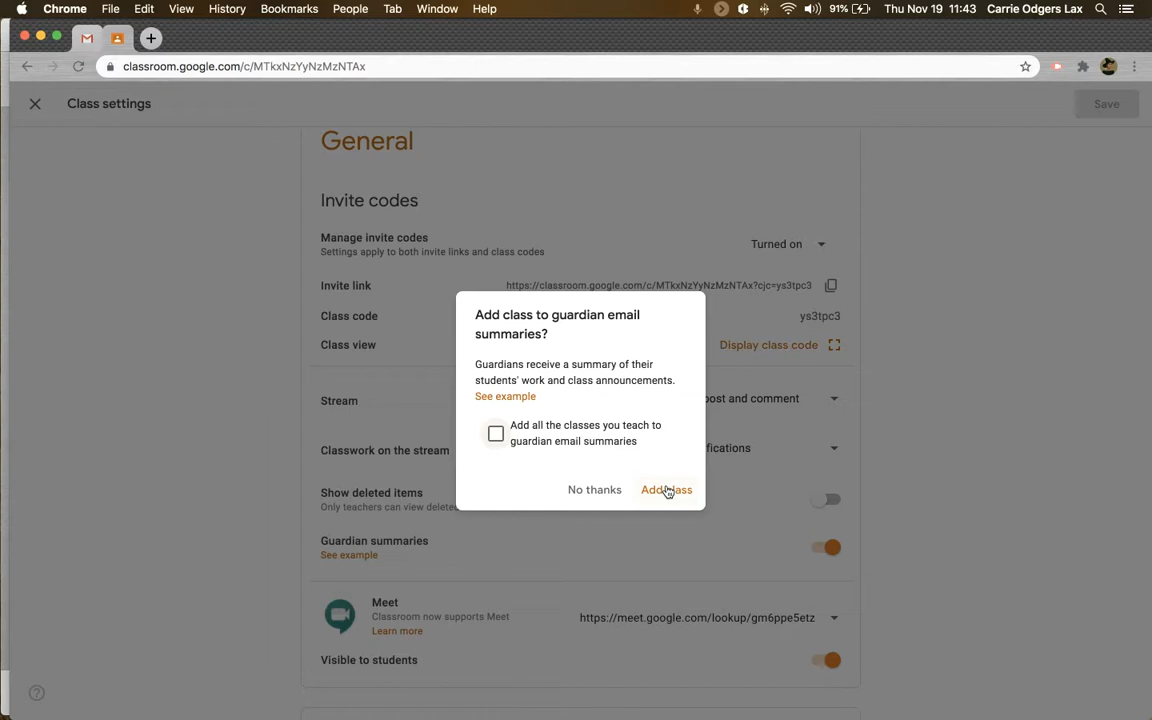 Chrome File Edit View History Bookmarks People Tab Window Help 91% Thu Nov 19 11:43 Carrie Odgers Lax
classroom.google.com/c/MTkxNzYyNzMzNTAx
Class settings
Save
General
Invite codes
Manage invite codes
Settings apply to both invite links and class codes
Turned on
Invite link https://classroom.google.com/c/MTkxNzYyNzMzNTAx?cjc=ys3tpc3
Class code ys3tpc3
Class view Display class code
Add class to guardian email
summaries?
Guardians receive a summary of their
students' work and class announcements.
See example
Add all the classes you teach to
guardian email summaries
No thanks Add class
Stream post and comment
Classwork on the stream fications
Show deleted items
Only teachers can view delete
Guardian summaries
See example
Meet
Classroom now supports Meet
Learn more
https://meet.google.com/lookup/gm6ppe5etz
Visible to students